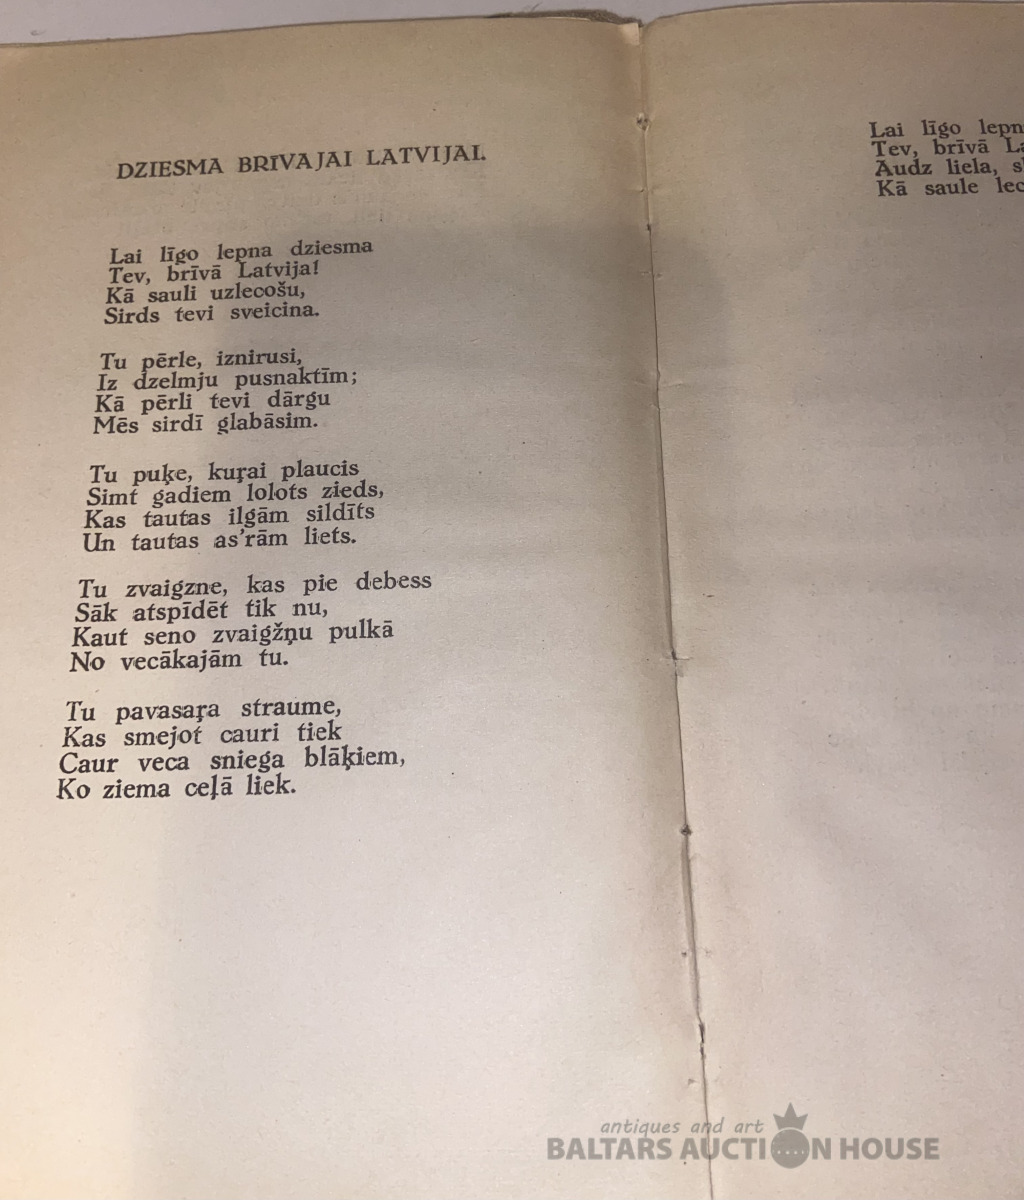 DZIESMA BRĪVAJAI LATVIJAI.
Lai līgo lepna dziesma
Tev, brīvā Latvija!
Kā sauli uzlecošu,
Sirds tevi sveicina.
Tu pērle, iznirusi,
Iz dzelmju pusnaktīm;
Kā pērli tevi dārgu
Mēs sirdī glabāsim.
Tu puķe, kuŗai plaucis
Simt gadiem lolots zieds,
Kas tautas ilgām sildīts
Un tautas as'rām liets.
Tu zvaigzne, kas pie debess
Sāk atspīdēt tik nu,
Kaut seno zvaigžņu pulkā
No vecākajām tu.
Tu pavasaŗa straume,
Kas smejot cauri tiek
Caur veca sniega blāķiem,
Ko ziema ceļā liek.
Lai līgo lepn
Tev, brīvā La
Audz liela, s
Kā saule lec
antiques and art
BALTARS AUCTION HOUSE